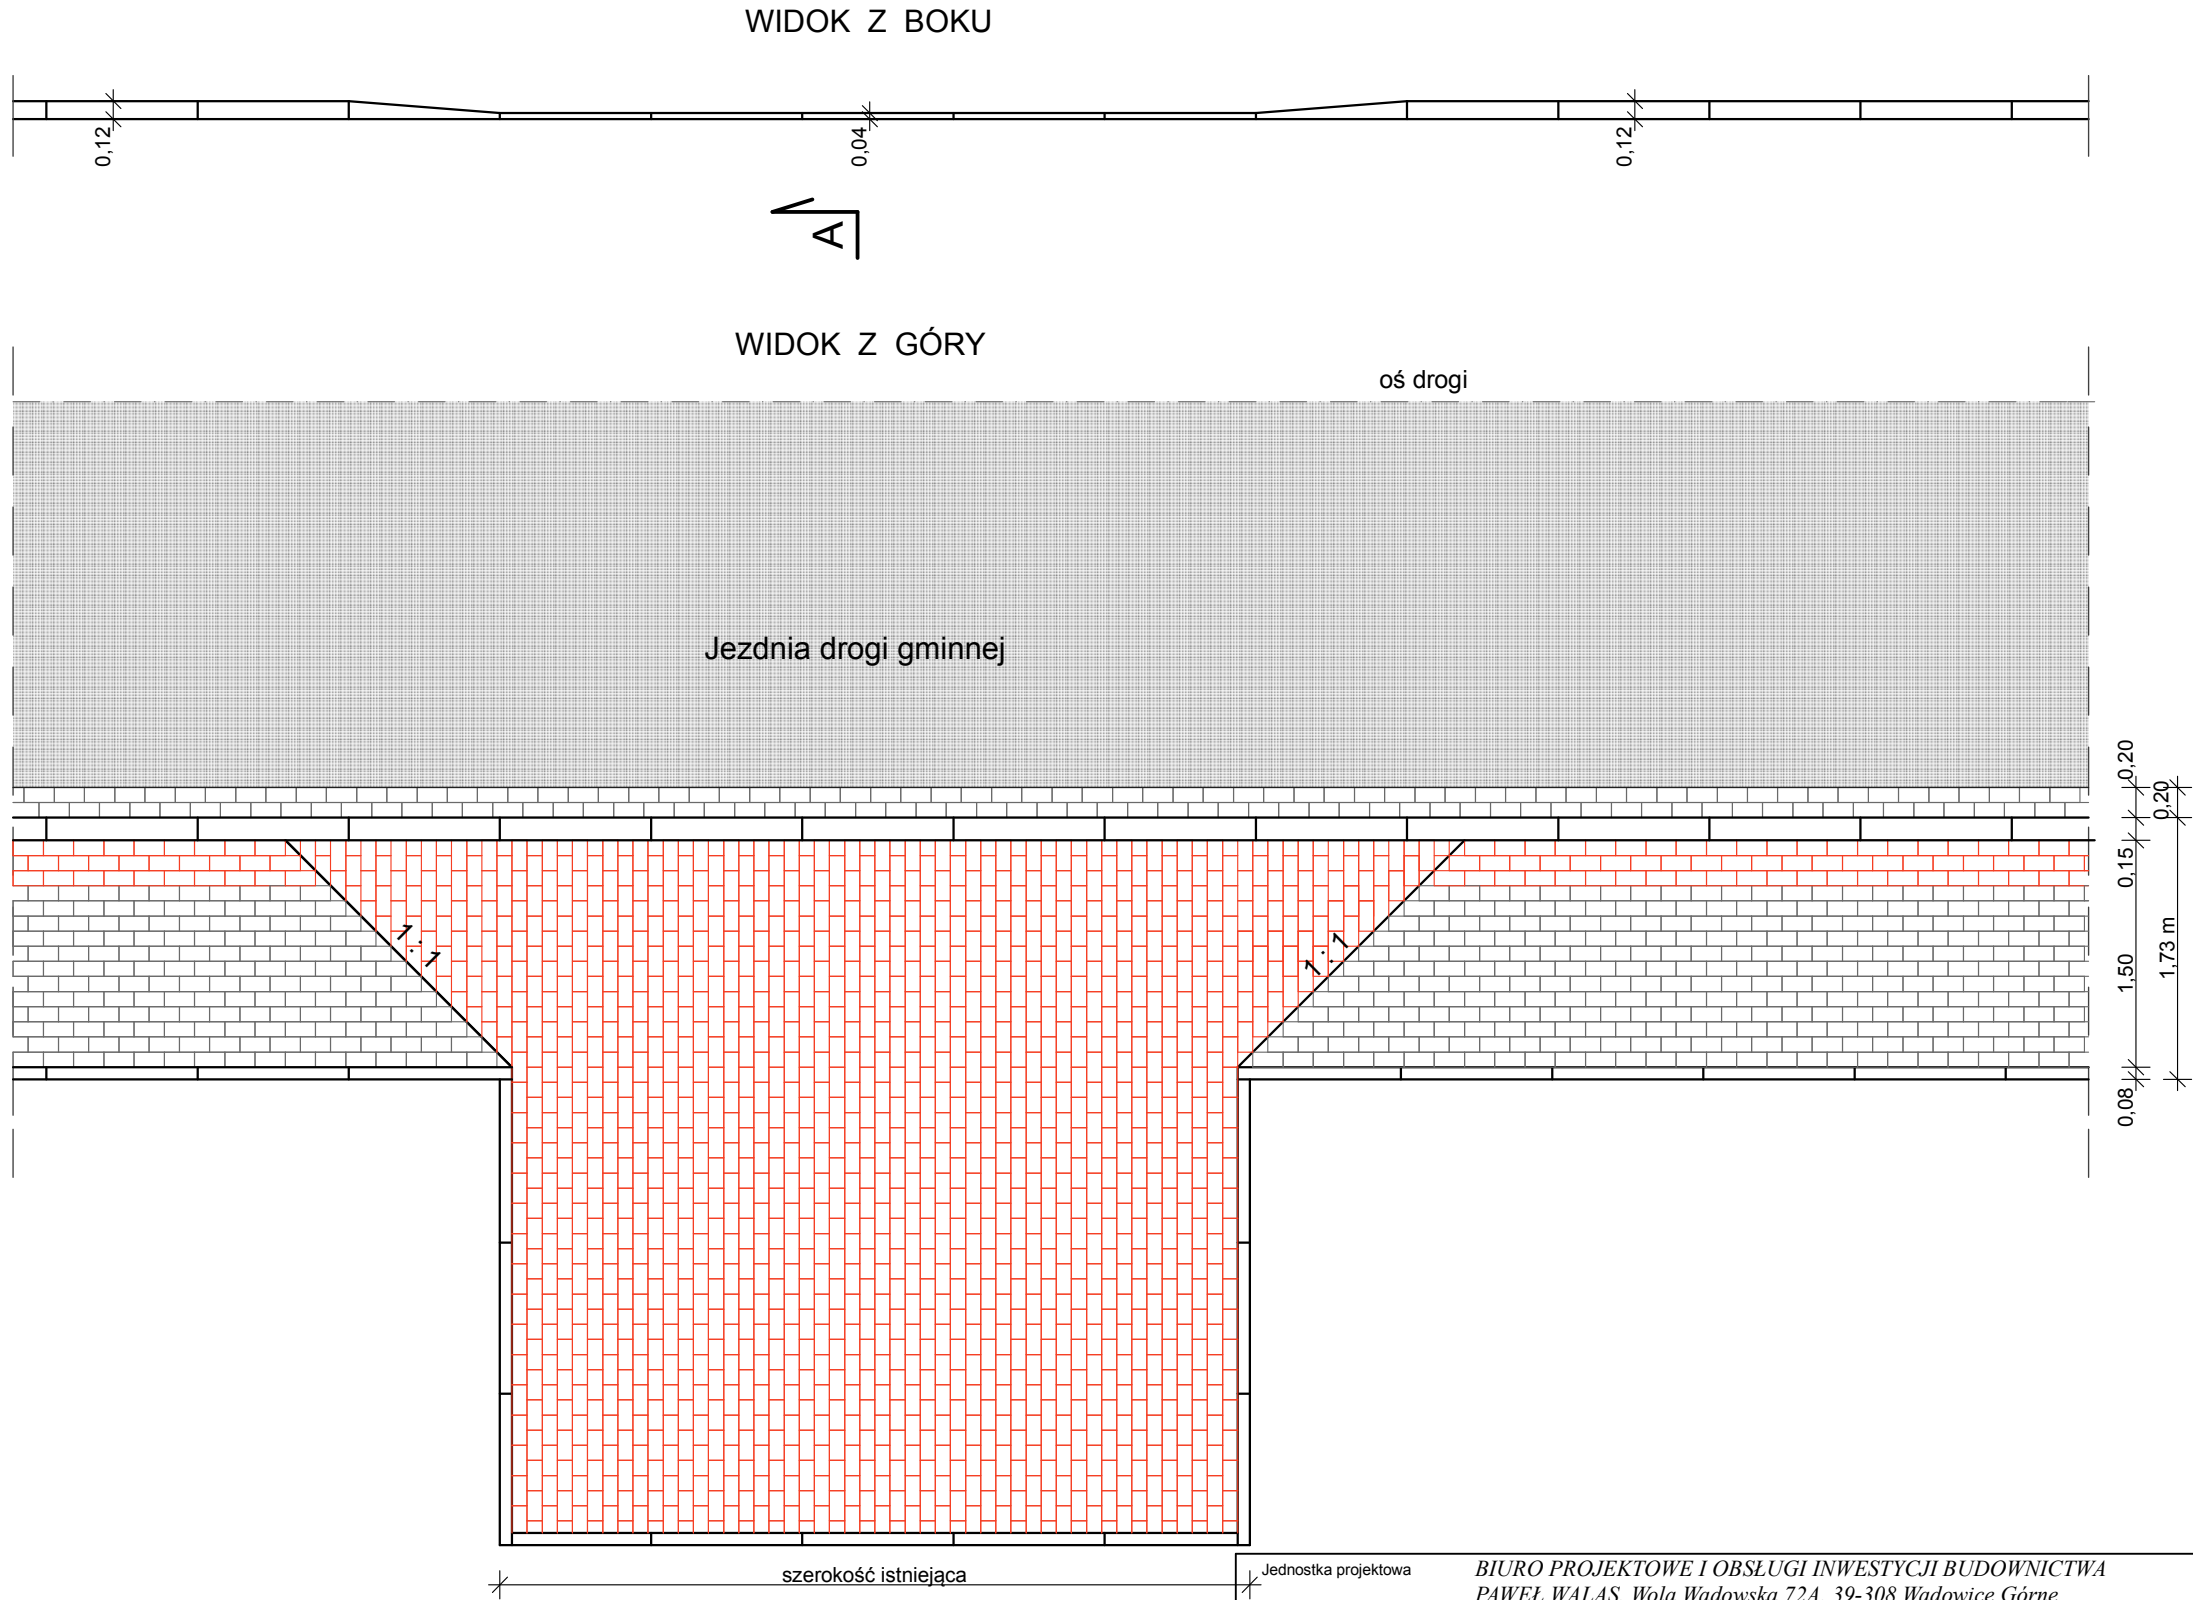 WIDOK Z BOKU
0,12
0,04
0,12
A
WIDOK Z GÓRY
oś drogi
Jezdnia drogi gminnej
0,20
0,20
0,15
1:1
1:1
1,50
1,73 m
0,08
szerokość istniejąca
Jednostka projektowa
BIURO PROJEKTOWE I OBSŁUGI INWESTYCJI BUDOWNICTWA
PAWEŁ WALAS, Wola Wadowska 72A, 39-308 Wadowice Górne